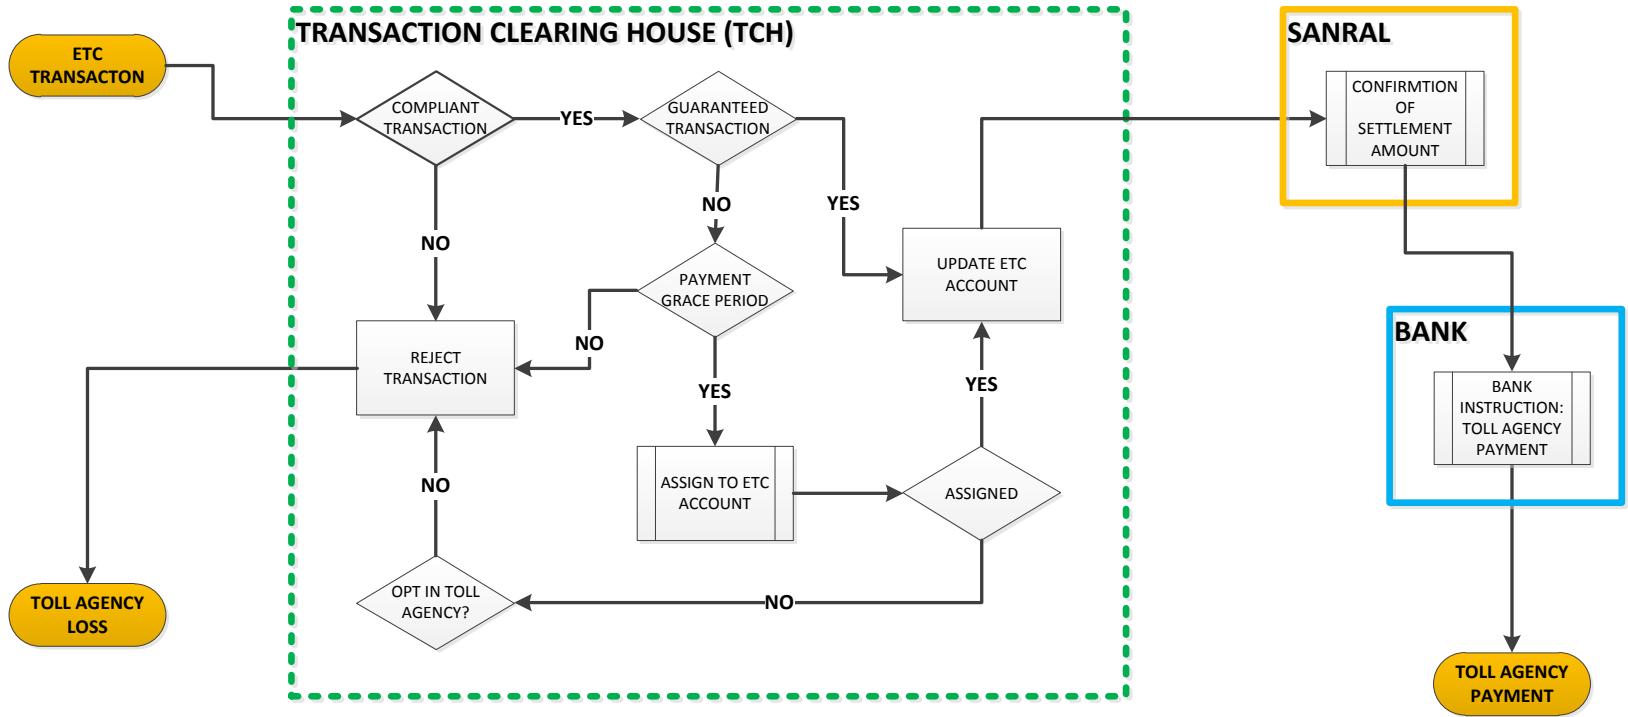 TRANSACTION CLEARING HOUSE (TCH)
SANRAL
ETC
TRANSACTON
COMPLIANT
TRANSACTION
YES
GUARANTEED
TRANSACTION
CONFIRMTION
OF
SETTLEMENT
AMOUNT
NO
YES
NO
PAYMENT
GRACE PERIOD
UPDATE ETC
ACCOUNT
BANK
NO
REJECT
TRANSACTION
YES
YES
BANK
INSTRUCTION:
TOLL AGENCY
PAYMENT
NO
ASSIGN TO ETC
ACCOUNT
ASSIGNED
OPT IN TOLL
AGENCY?
NO
TOLL AGENCY
LOSS
TOLL AGENCY
PAYMENT